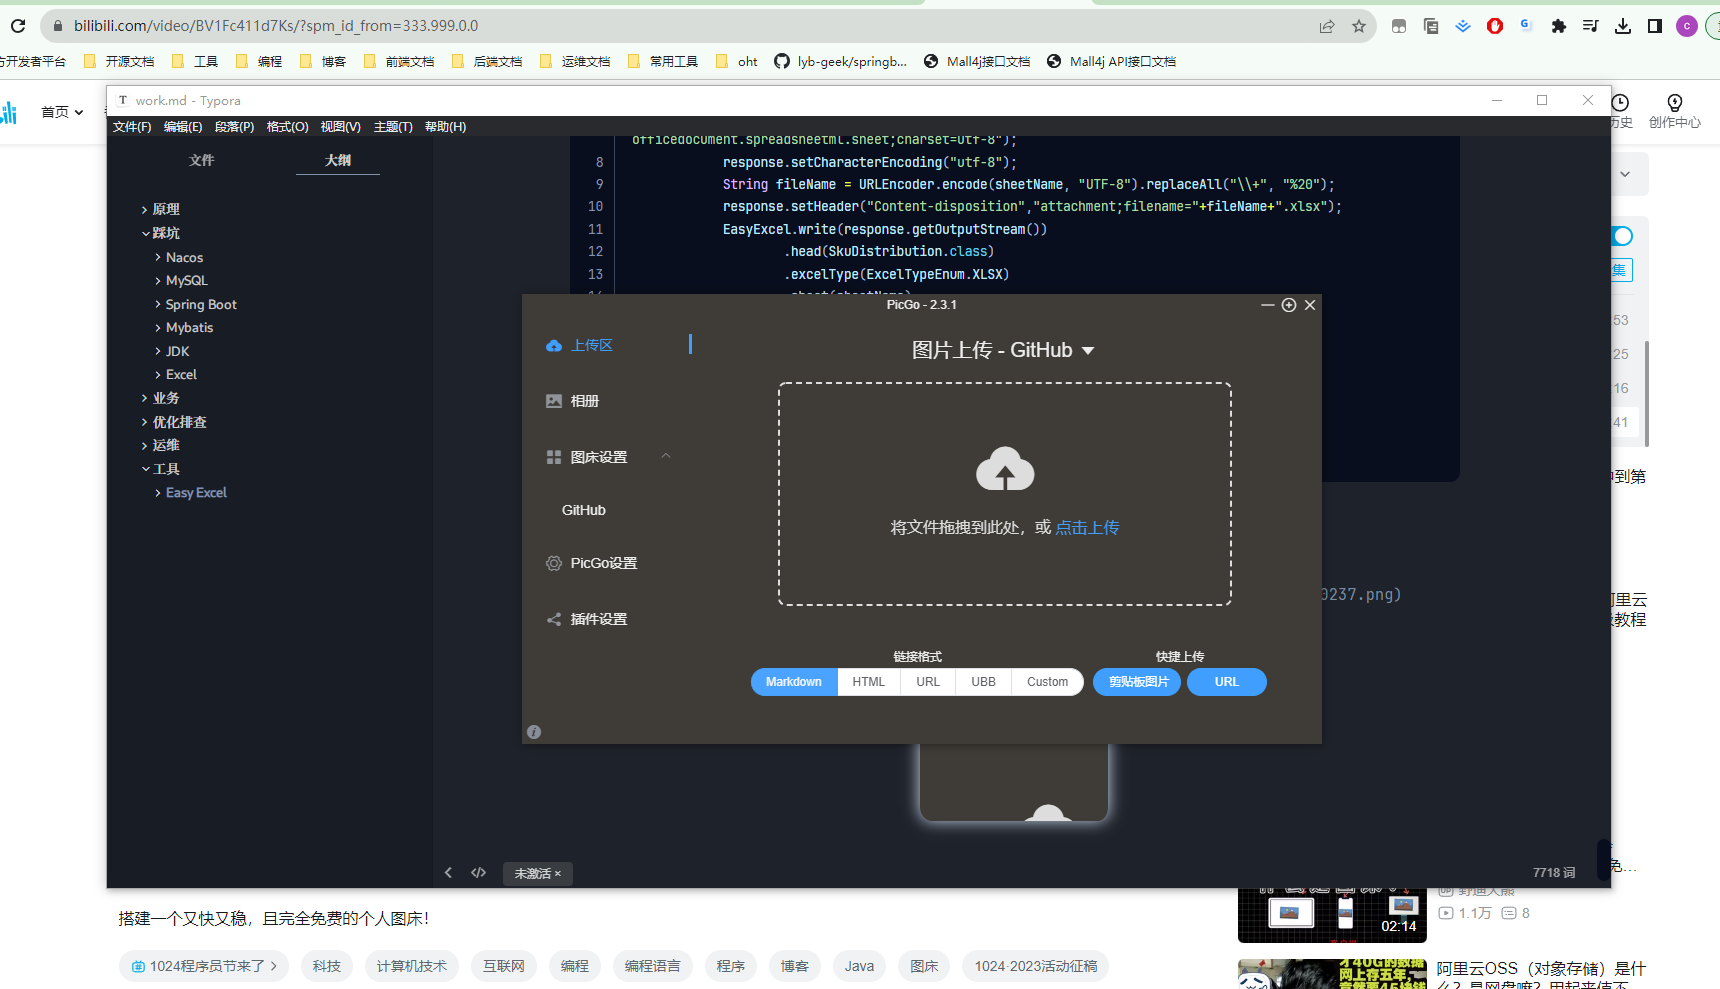 bilibili.com/video/BV1Fc411d7Ks/?spm_id_from=333.999.0.0
方开发者平台 开源文档 工具 编程 博客 前端文档 后端文档 运维文档 常用工具 oht lyb-geek/springb... Mall4j接口文档 Mall4j API接口文档
首页
历史 创作中心
work.md - Typora
文件(F) 编辑(E) 段落(P) 格式(O) 视图(V) 主题(T) 帮助(H)
文件 大纲
原理
踩坑
Nacos
MySQL
Spring Boot
Mybatis
JDK
Excel
业务
优化排查
运维
工具
Easy Excel
officedocument.spreadsheetml.sheet;charset=utf-8");
8 response.setCharacterEncoding("utf-8");
9 String fileName = URLEncoder.encode(sheetName, "UTF-8").replaceAll("\\+", "%20");
10 response.setHeader("Content-disposition","attachment;filename="+fileName+".xlsx");
11 EasyExcel.write(response.getOutputStream())
12 .head(SkuDistribution.class)
13 .excelType(ExcelTypeEnum.XLSX)
PicGo - 2.3.1
上传区
相册
图床设置
GitHub
PicGo设置
插件设置
图片上传 - GitHub
将文件拖拽到此处，或 点击上传
链接格式 快捷上传
Markdown HTML URL UBB Custom 剪贴板图片 URL
0237.png)
集
53
25
16
41
中到第
阿里云
教程
未激活 ×
7718 词
免...
1.1万 8
02:14
搭建一个又快又稳，且完全免费的个人图床！
1024程序员节来了 科技 计算机技术 互联网 编程 编程语言 程序 博客 Java 图床 1024·2023活动征稿
阿里云OSS（对象存储）是什
么？是网盘嘛？用起来值不